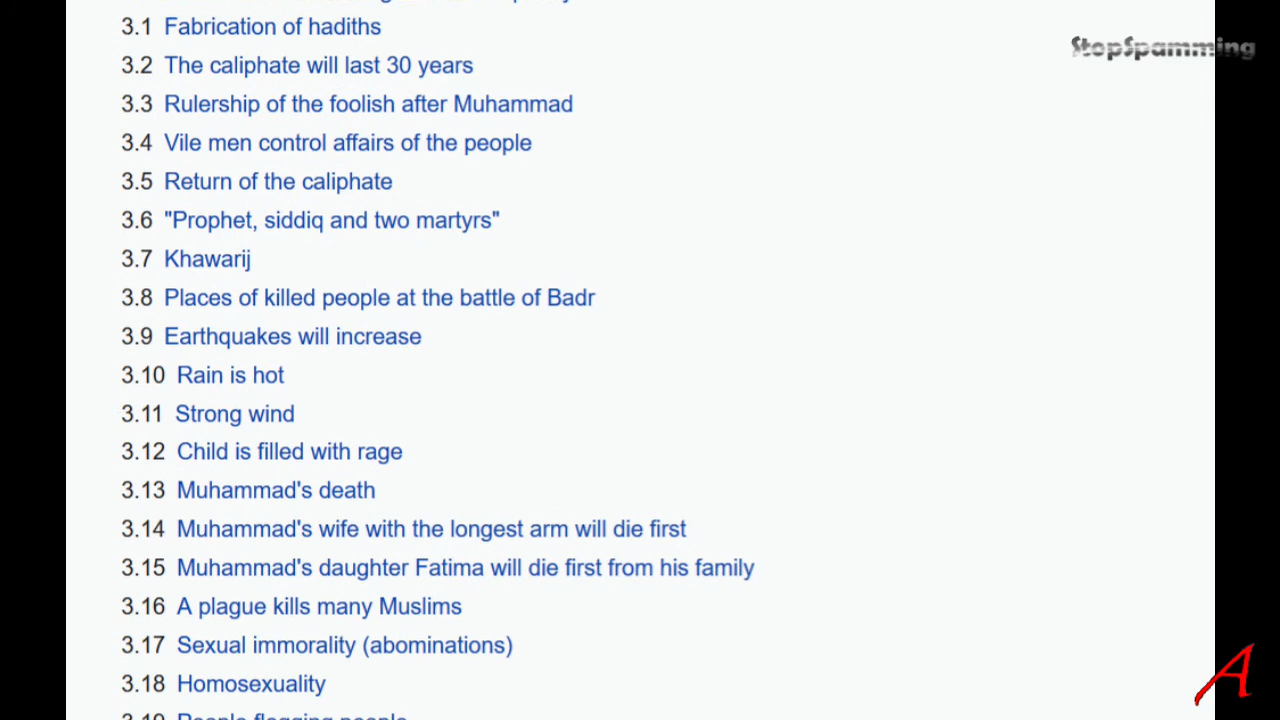 3.1 Fabrication of hadiths
StopSpamming
3.2 The caliphate will last 30 years
3.3 Rulership of the foolish after Muhammad
3.4 Vile men control affairs of the people
3.5 Return of the caliphate
3.6 "Prophet, siddiq and two martyrs"
3.7 Khawarij
3.8 Places of killed people at the battle of Badr
3.9 Earthquakes will increase
3.10 Rain is hot
3.11 Strong wind
3.12 Child is filled with rage
3.13 Muhammad's death
3.14 Muhammad's wife with the longest arm will die first
3.15 Muhammad's daughter Fatima will die first from his family
3.16 A plague kills many Muslims
3.17 Sexual immorality (abominations)
3.18 Homosexuality
A
3.19 People flogging people